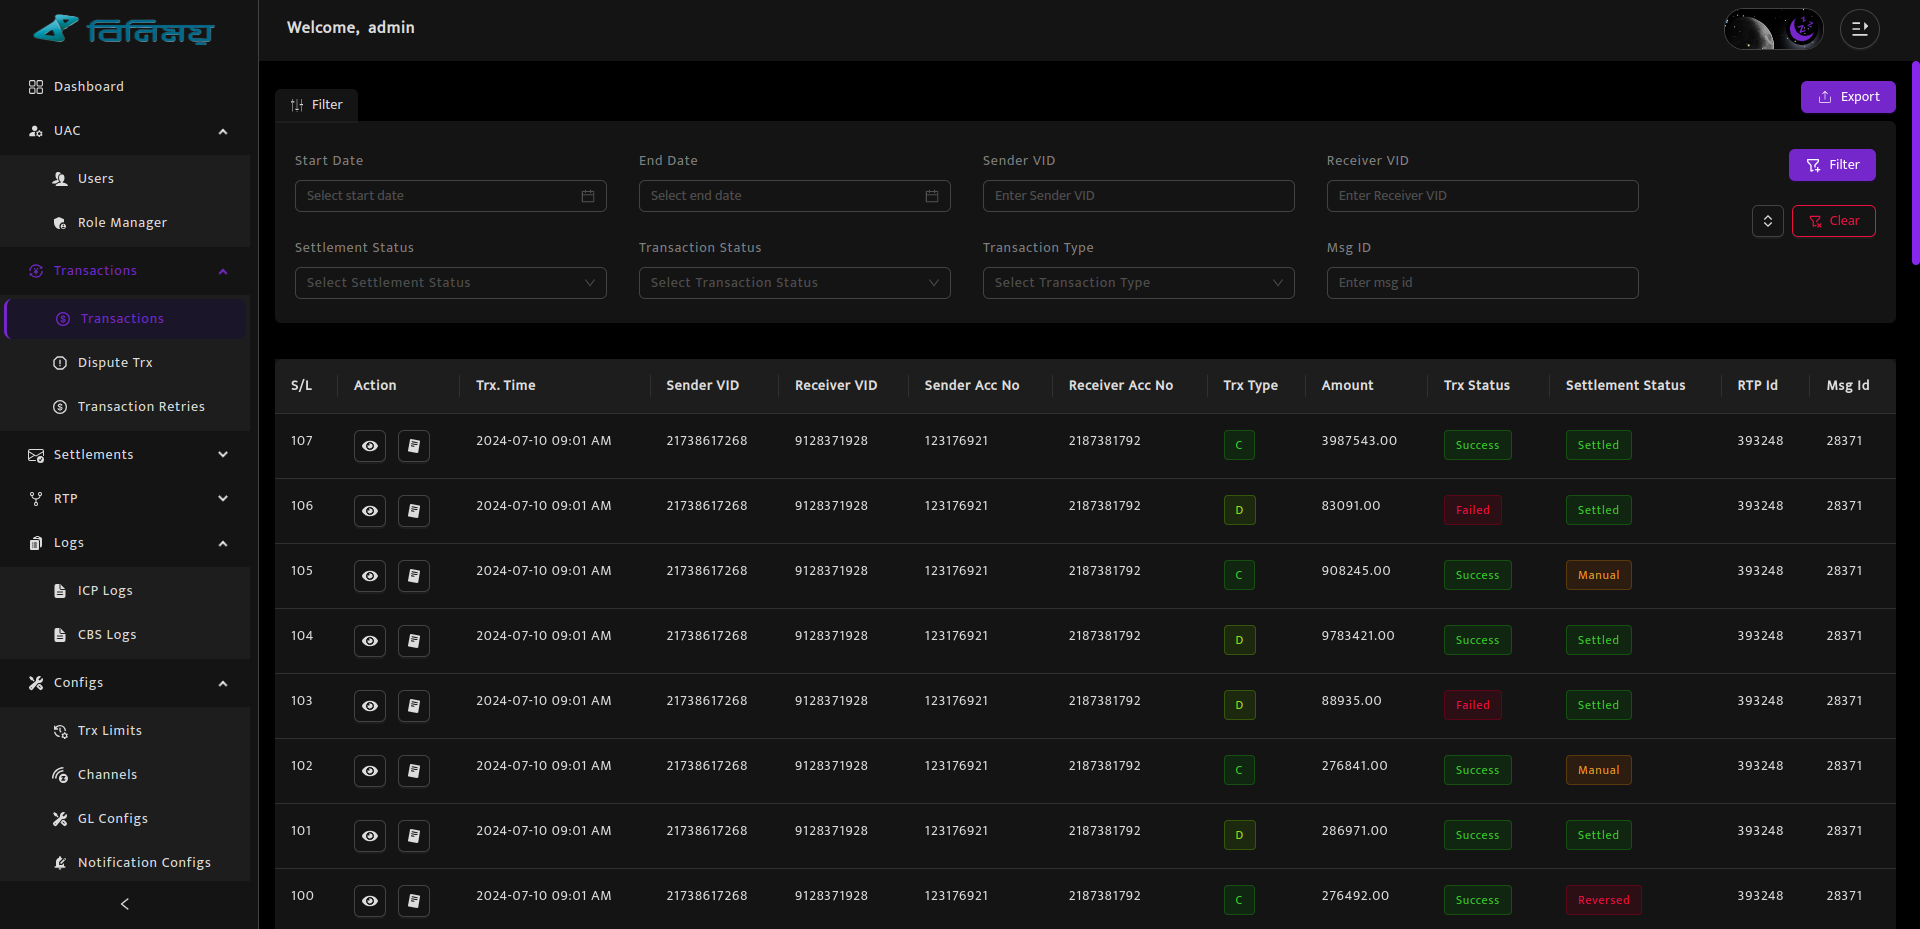 বিনিময়
Welcome, admin
Dashboard
UAC
Users
Role Manager
Transactions
Transactions
Dispute Trx
Transaction Retries
Settlements
RTP
Logs
ICP Logs
CBS Logs
Configs
Trx Limits
Channels
GL Configs
Notification Configs
Filter
Export
Start Date End Date Sender VID Receiver VID
Select start date Select end date Enter Sender VID Enter Receiver VID
Filter
Clear
Settlement Status Transaction Status Transaction Type Msg ID
Select Settlement Status Select Transaction Status Select Transaction Type Enter msg id
S/L Action Trx. Time Sender VID Receiver VID Sender Acc No Receiver Acc No Trx Type Amount Trx Status Settlement Status RTP Id Msg Id
107 2024-07-10 09:01 AM 21738617268 9128371928 123176921 2187381792 C 3987543.00 Success Settled 393248 28371
106 2024-07-10 09:01 AM 21738617268 9128371928 123176921 2187381792 D 83091.00 Failed Settled 393248 28371
105 2024-07-10 09:01 AM 21738617268 9128371928 123176921 2187381792 C 908245.00 Success Manual 393248 28371
104 2024-07-10 09:01 AM 21738617268 9128371928 123176921 2187381792 D 9783421.00 Success Settled 393248 28371
103 2024-07-10 09:01 AM 21738617268 9128371928 123176921 2187381792 D 88935.00 Failed Settled 393248 28371
102 2024-07-10 09:01 AM 21738617268 9128371928 123176921 2187381792 C 276841.00 Success Manual 393248 28371
101 2024-07-10 09:01 AM 21738617268 9128371928 123176921 2187381792 D 286971.00 Success Settled 393248 28371
100 2024-07-10 09:01 AM 21738617268 9128371928 123176921 2187381792 C 276492.00 Success Reversed 393248 28371